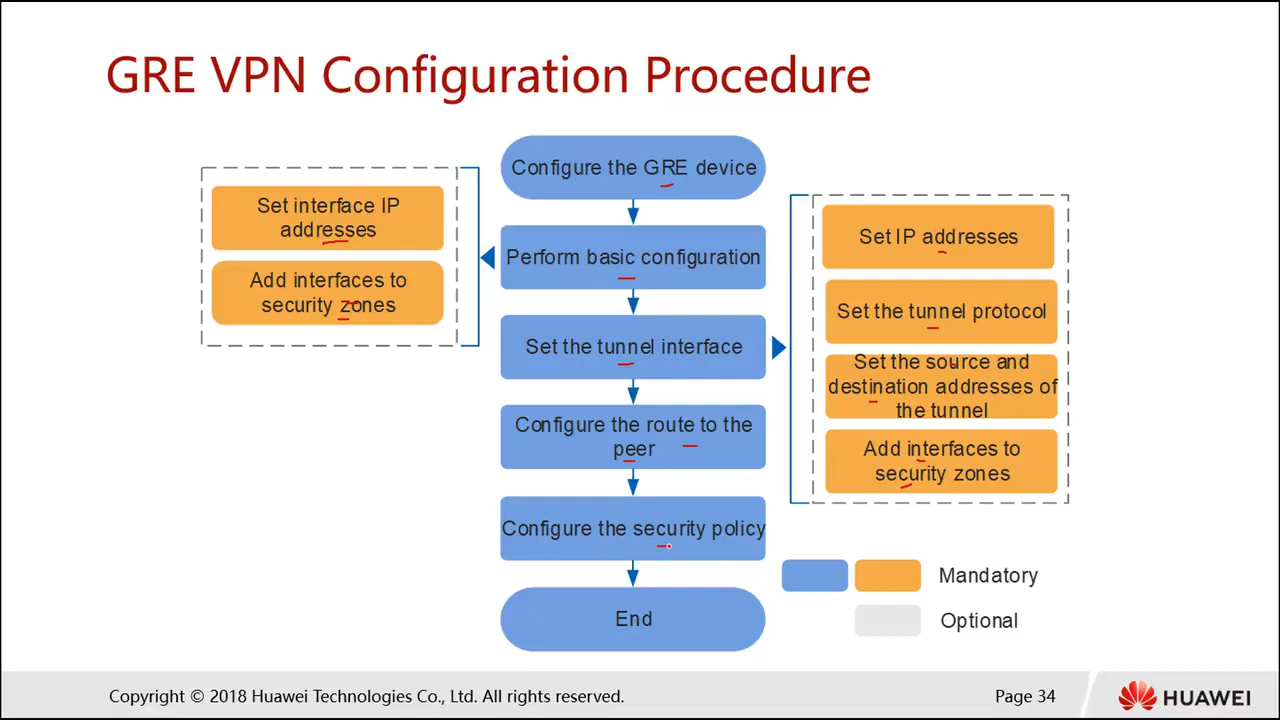 GRE VPN Configuration Procedure
Configure the GRE device
Perform basic configuration
Set interface IP
addresses
Add interfaces to
security zones
Set the tunnel interface
Set IP addresses
Set the tunnel protocol
Set the source and
destination addresses of
the tunnel
Add interfaces to
security zones
Configure the route to the
peer
Configure the security policy
End
Mandatory
Optional
Copyright © 2018 Huawei Technologies Co., Ltd. All rights reserved.
Page 34
HUAWEI